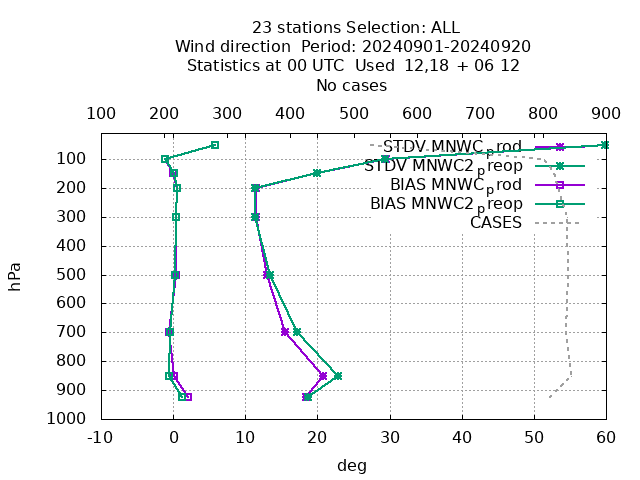 23 stations Selection: ALL
Wind direction  Period: 20240901-20240920
Statistics at 00 UTC  Used  12,18 + 06 12
No cases
100 200 300 400 500 600 700 800 900
STDV MNWC_prod
STDV MNWC2_preop
BIAS MNWC_prod
BIAS MNWC2_preop
CASES
100
200
300
400
500
600
700
800
900
1000
hPa
-10 0 10 20 30 40 50 60
deg